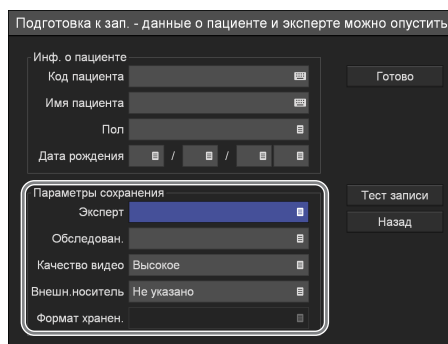 Подготовка к зап. - данные о пациенте и эксперте можно опустить
Инф. о пациенте
Код пациента
Готово
Имя пациента
Пол
Дата рождения / /
Параметры сохранения
Тест записи
Эксперт
Назад
Обследован.
Качество видео Высокое
Внешн.носитель Не указано
Формат хранен.